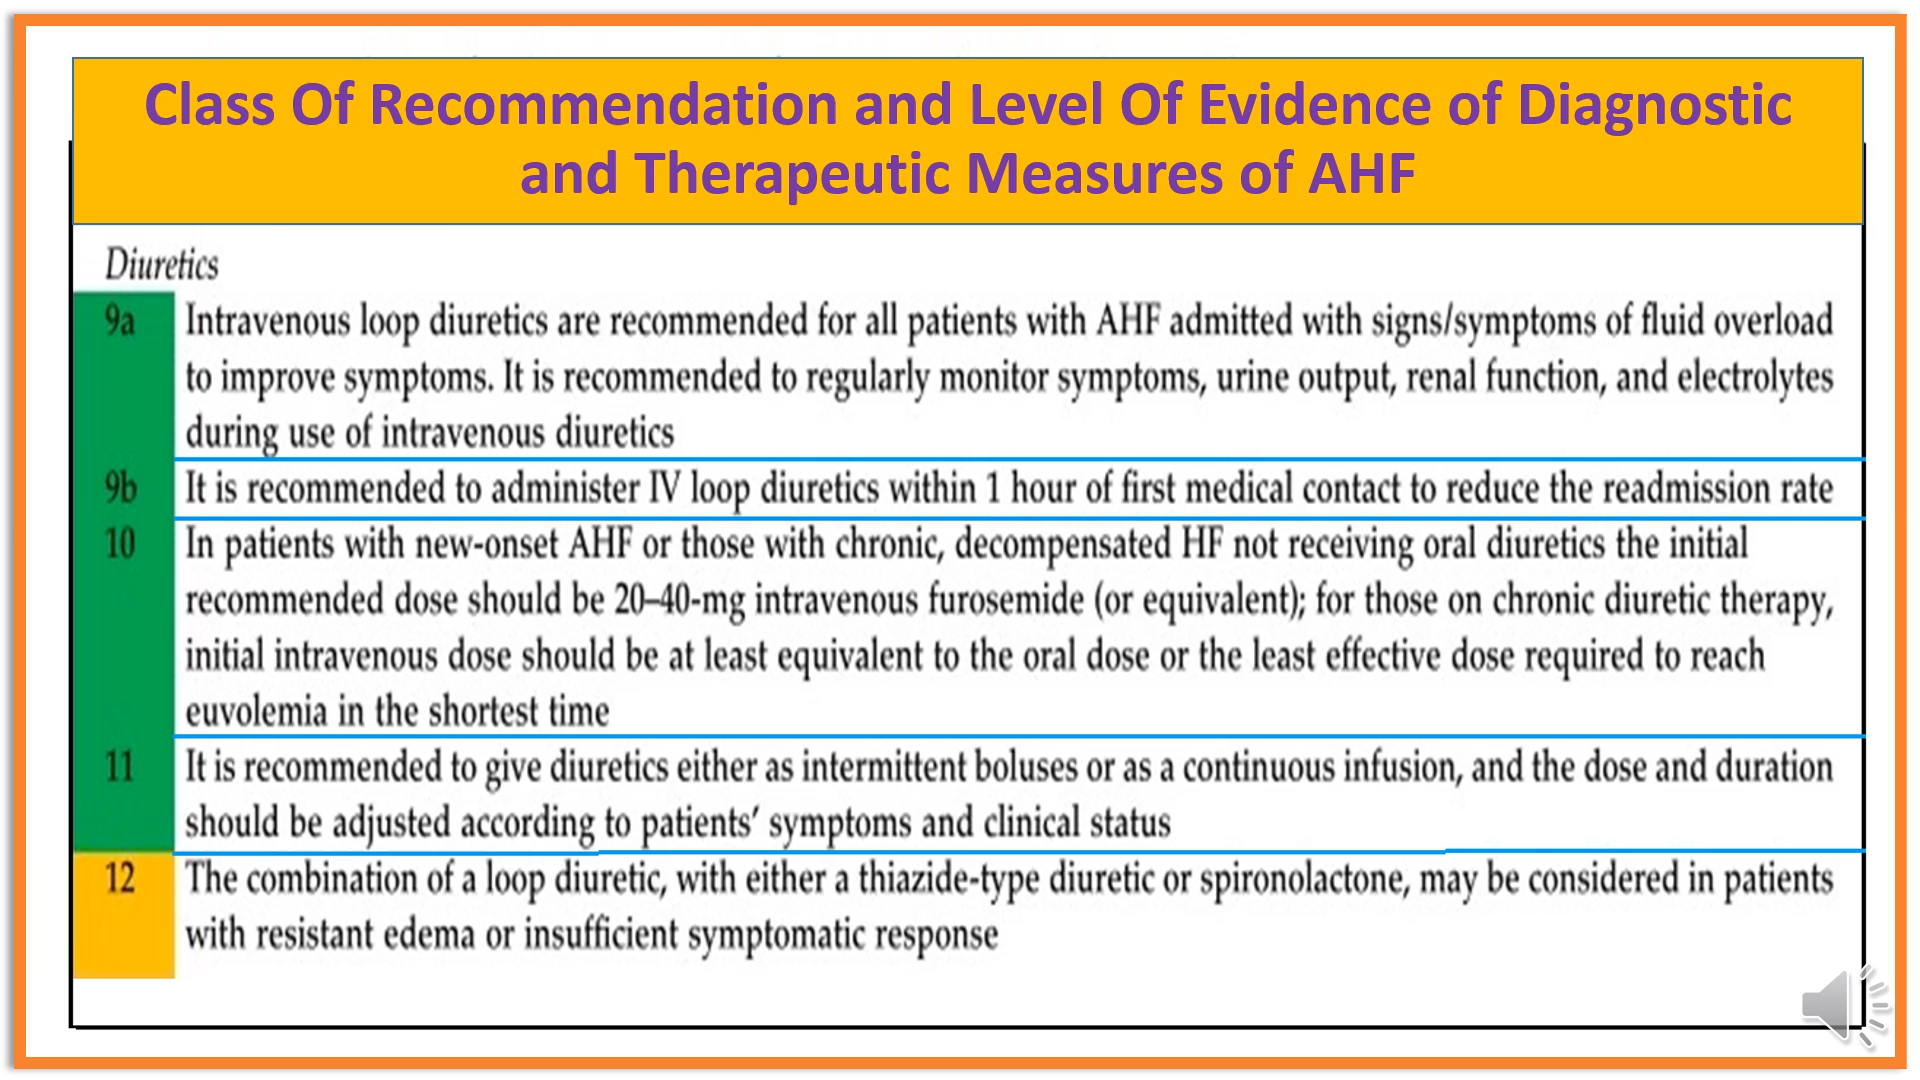 Class Of Recommendation and Level Of Evidence of Diagnostic
and Therapeutic Measures of AHF
Diuretics
9a Intravenous loop diuretics are recommended for all patients with AHF admitted with signs/symptoms of fluid overload
to improve symptoms. It is recommended to regularly monitor symptoms, urine output, renal function, and electrolytes
during use of intravenous diuretics
9b It is recommended to administer IV loop diuretics within 1 hour of first medical contact to reduce the readmission rate
10 In patients with new-onset AHF or those with chronic, decompensated HF not receiving oral diuretics the initial
recommended dose should be 20–40-mg intravenous furosemide (or equivalent); for those on chronic diuretic therapy,
initial intravenous dose should be at least equivalent to the oral dose or the least effective dose required to reach
euvolemia in the shortest time
11 It is recommended to give diuretics either as intermittent boluses or as a continuous infusion, and the dose and duration
should be adjusted according to patients’ symptoms and clinical status
12 The combination of a loop diuretic, with either a thiazide-type diuretic or spironolactone, may be considered in patients
with resistant edema or insufficient symptomatic response